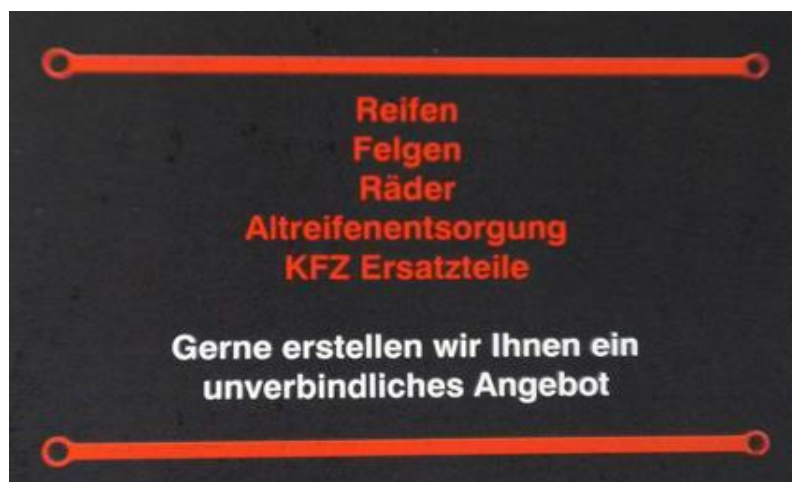 Reifen
Felgen
Räder
Altreifenentsorgung
KFZ Ersatzteile
Gerne erstellen wir Ihnen ein
unverbindliches Angebot